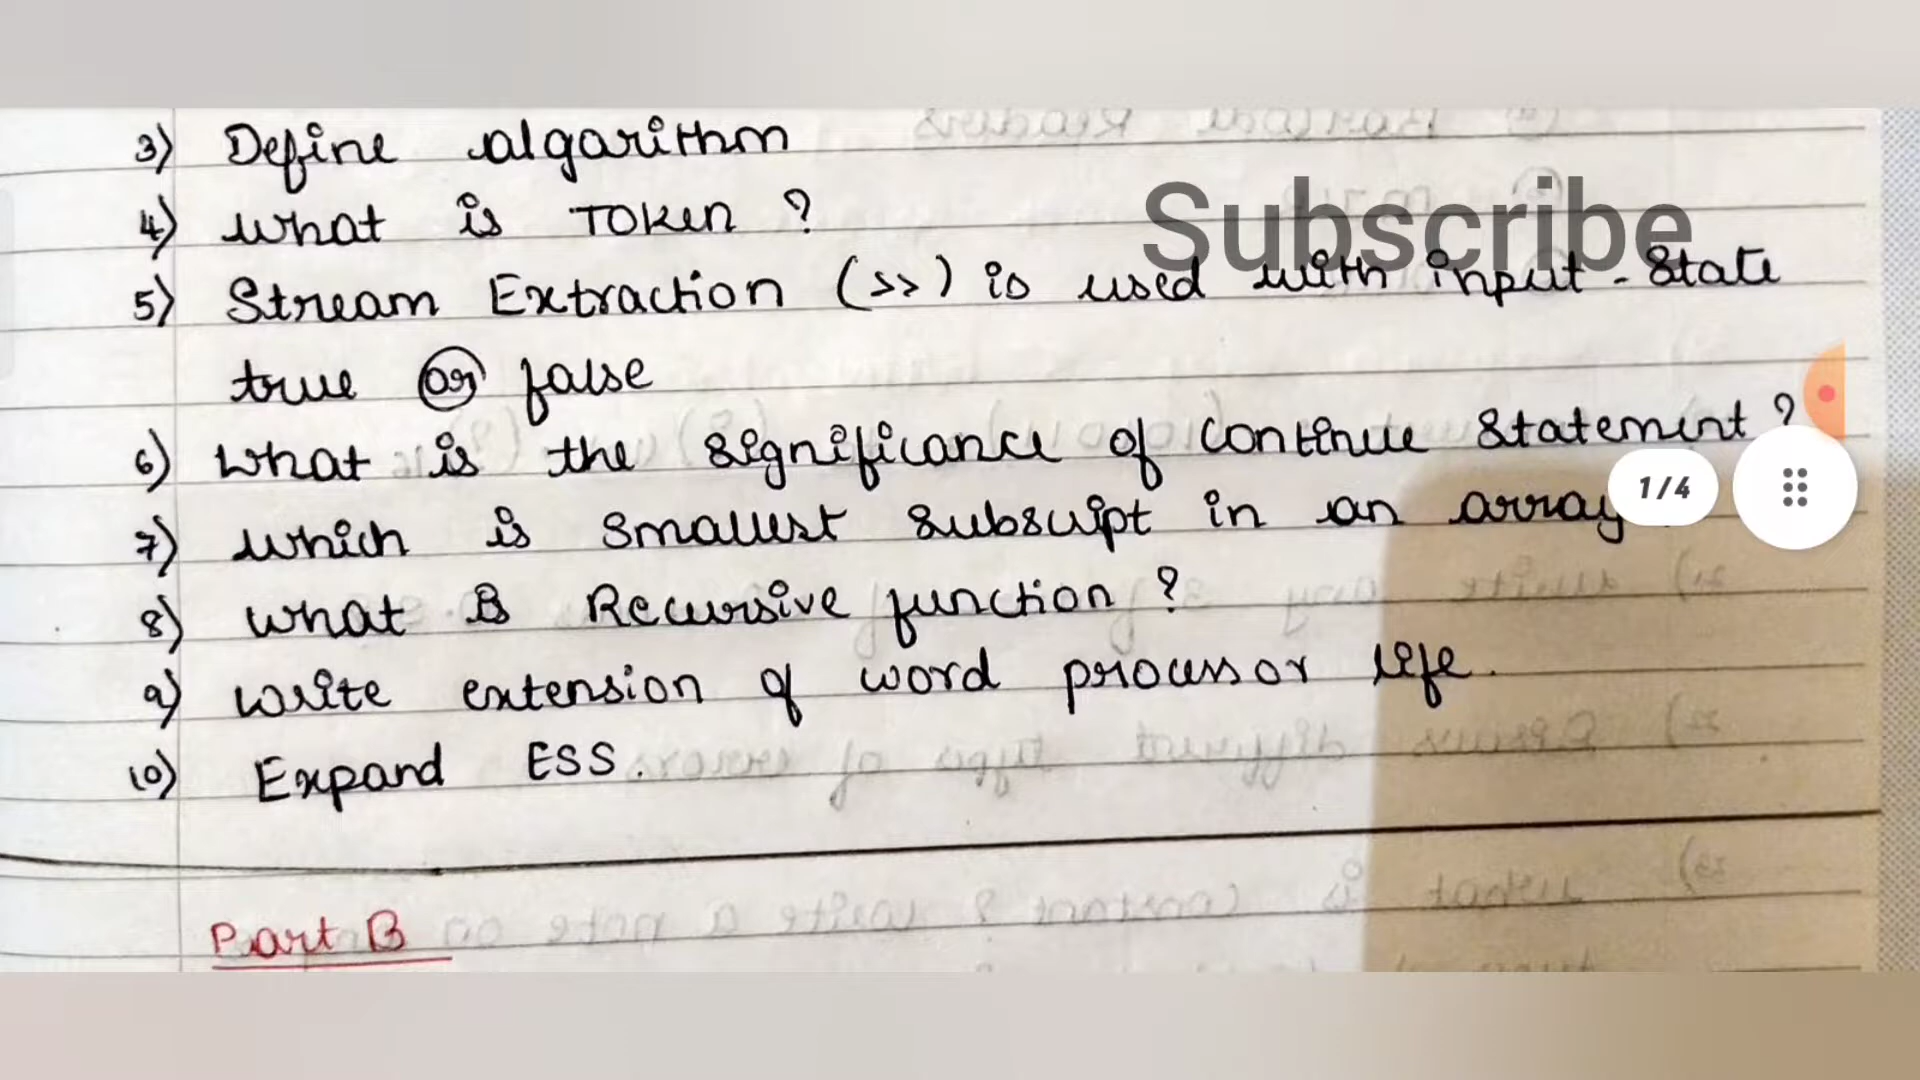 3) Define algarithm
4) what is TOKEN ?
Subscribe
5) Stream Extraction (>>) is used with input - State
true or false
6) What is the significance of continue Statement ?
1/4
7) which is smallest subscript in an array
8) what is Recursive function ?
9) write extension of word processor life.
10) Expand ESS.
Part B